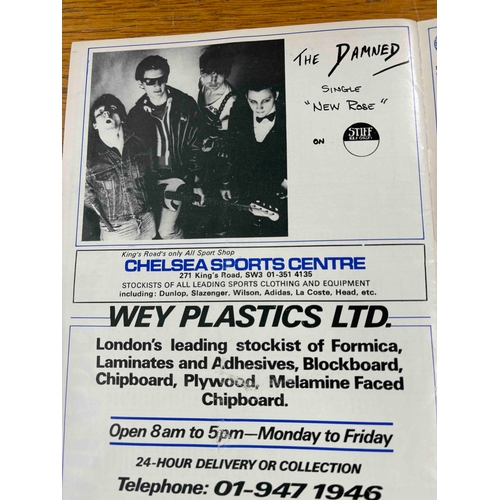 THE DAMNED
SINGLE
"NEW ROSE"
ON
STIFF
King's Road's only All Sport Shop
CHELSEA SPORTS CENTRE
271 King's Road, SW3 01-351 4135
STOCKISTS OF ALL LEADING SPORTS CLOTHING AND EQUIPMENT
including: Dunlop, Slazenger, Wilson, Adidas, La Coste, Head, etc.
WEY PLASTICS LTD.
London's leading stockist of Formica,
Laminates and Adhesives, Blockboard,
Chipboard, Plywood, Melamine Faced
Chipboard.
Open 8am to 5pm—Monday to Friday
24-HOUR DELIVERY OR COLLECTION
Telephone: 01-947 1946